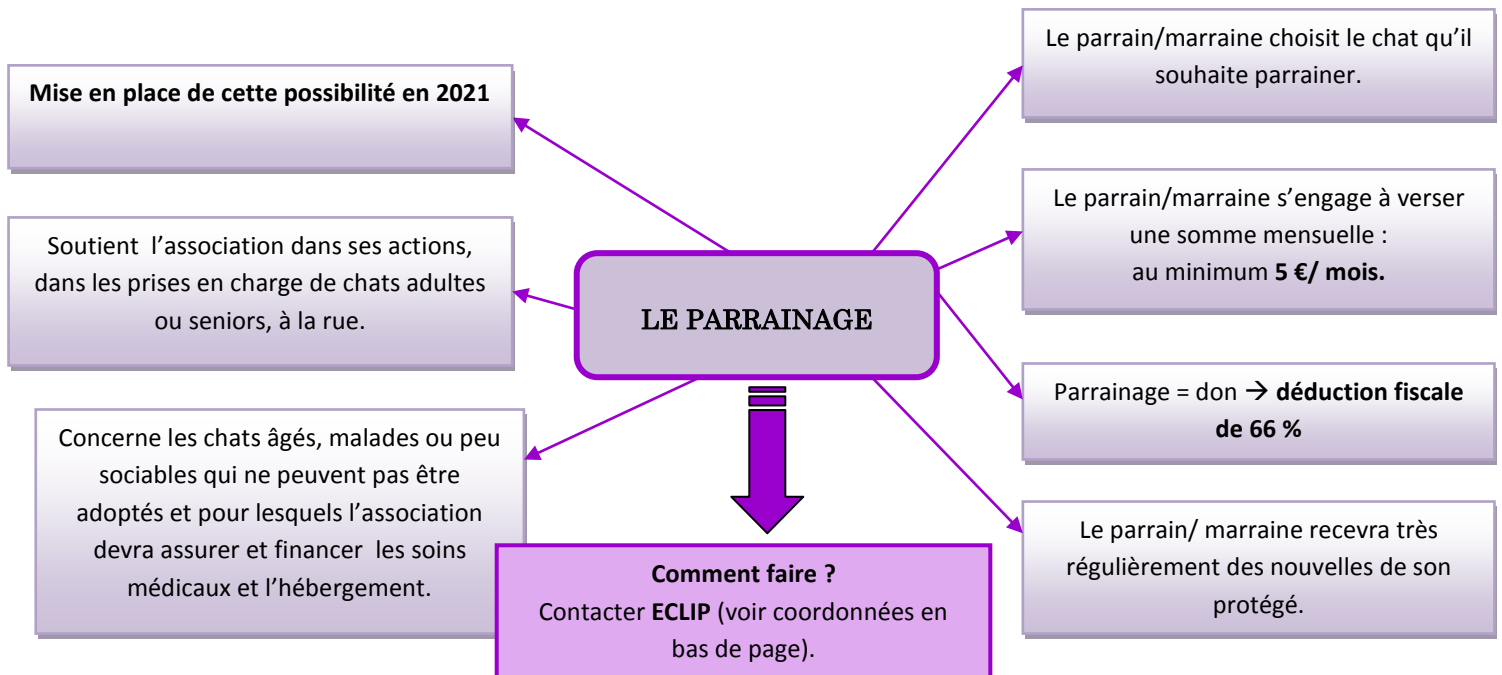 Mise en place de cette possibilité en 2021
Soutient l’association dans ses actions,
dans les prises en charge de chats adultes
ou seniors, à la rue.
Concerne les chats âgés, malades ou peu
sociables qui ne peuvent pas être
adoptés et pour lesquels l’association
devra assurer et financer les soins
médicaux et l’hébergement.
LE PARRAINAGE
Comment faire ?
Contacter ECLIP (voir coordonnées en
bas de page).
Le parrain/marraine choisit le chat qu’il
souhaite parrainer.
Le parrain/marraine s’engage à verser
une somme mensuelle :
au minimum 5 €/ mois.
Parrainage = don → déduction fiscale
de 66 %
Le parrain/ marraine recevra très
régulièrement des nouvelles de son
protégé.